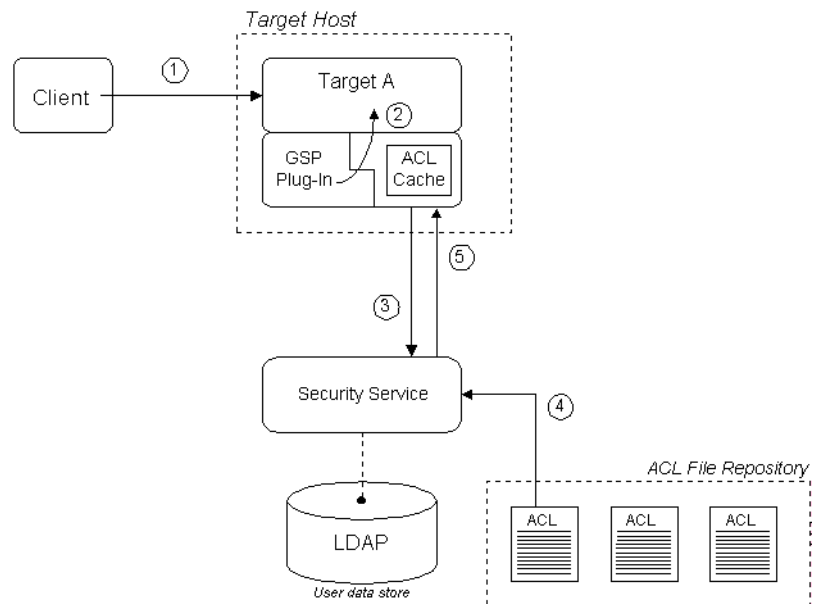 Target Host
1
Client
Target A
2
GSP
Plug-In
ACL
Cache
5
3
Security Service
4
ACL File Repository
ACL
ACL
ACL
LDAP
User data store